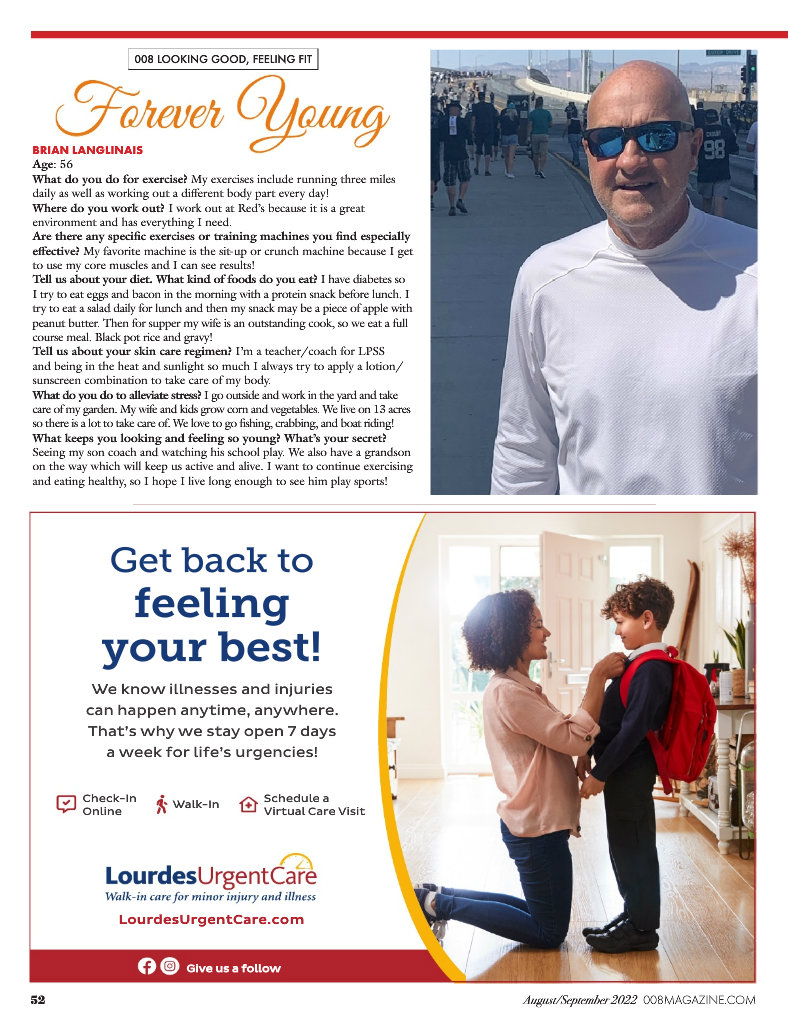 008 LOOKING GOOD, FEELING FIT
Forever Young
BRIAN LANGLINAIS
Age: 56
What do you do for exercise? My exercises include running three miles
daily as well as working out a different body part every day!
Where do you work out? I work out at Red's because it is a great
environment and has everything I need.
Are there any specific exercises or training machines you find especially
effective? My favorite machine is the sit-up or crunch machine because I get
to use my core muscles and I can see results!
Tell us about your diet. What kind of foods do you eat? I have diabetes so
I try to eat eggs and bacon in the morning with a protein snack before lunch. I
try to eat a salad daily for lunch and then my snack may be a piece of apple with
peanut butter. Then for supper my wife is an outstanding cook, so we eat a full
course meal. Black pot rice and gravy!
Tell us about your skin care regimen? I'm a teacher/coach for LPSS
and being in the heat and sunlight so much I always try to apply a lotion/
sunscreen combination to take care of my body.
What do you do to alleviate stress? I go outside and work in the yard and take
care of my garden. My wife and kids grow corn and vegetables. We live on 13 acres
so there is a lot to take care of. We love to go fishing, crabbing, and boat riding!
What keeps you looking and feeling so young? What's your secret?
Seeing my son coach and watching his school play. We also have a grandson
on the way which will keep us active and alive. I want to continue exercising
and eating healthy, so I hope I live long enough to see him play sports!
CROSBY
98
Get back to
feeling
your best!
We know illnesses and injuries
can happen anytime, anywhere.
That's why we stay open 7 days
a week for life's urgencies!
Check-In
Online
Walk-In
Schedule a
Virtual Care Visit
LourdesUrgentCare
Walk-in care for minor injury and illness
LourdesUrgentCare.com
Give us a follow
52
August/September 2022 008MAGAZINE.COM